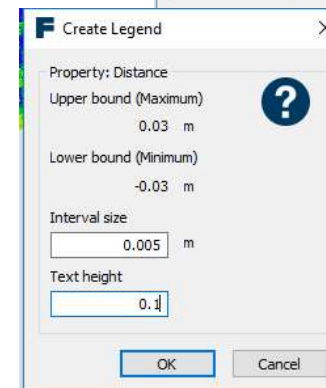 Create Legend
Property: Distance
Upper bound (Maximum)
0.03 m
Lower bound (Minimum)
-0.03 m
Interval size
0.005 m
Text height
0.1
OK Cancel